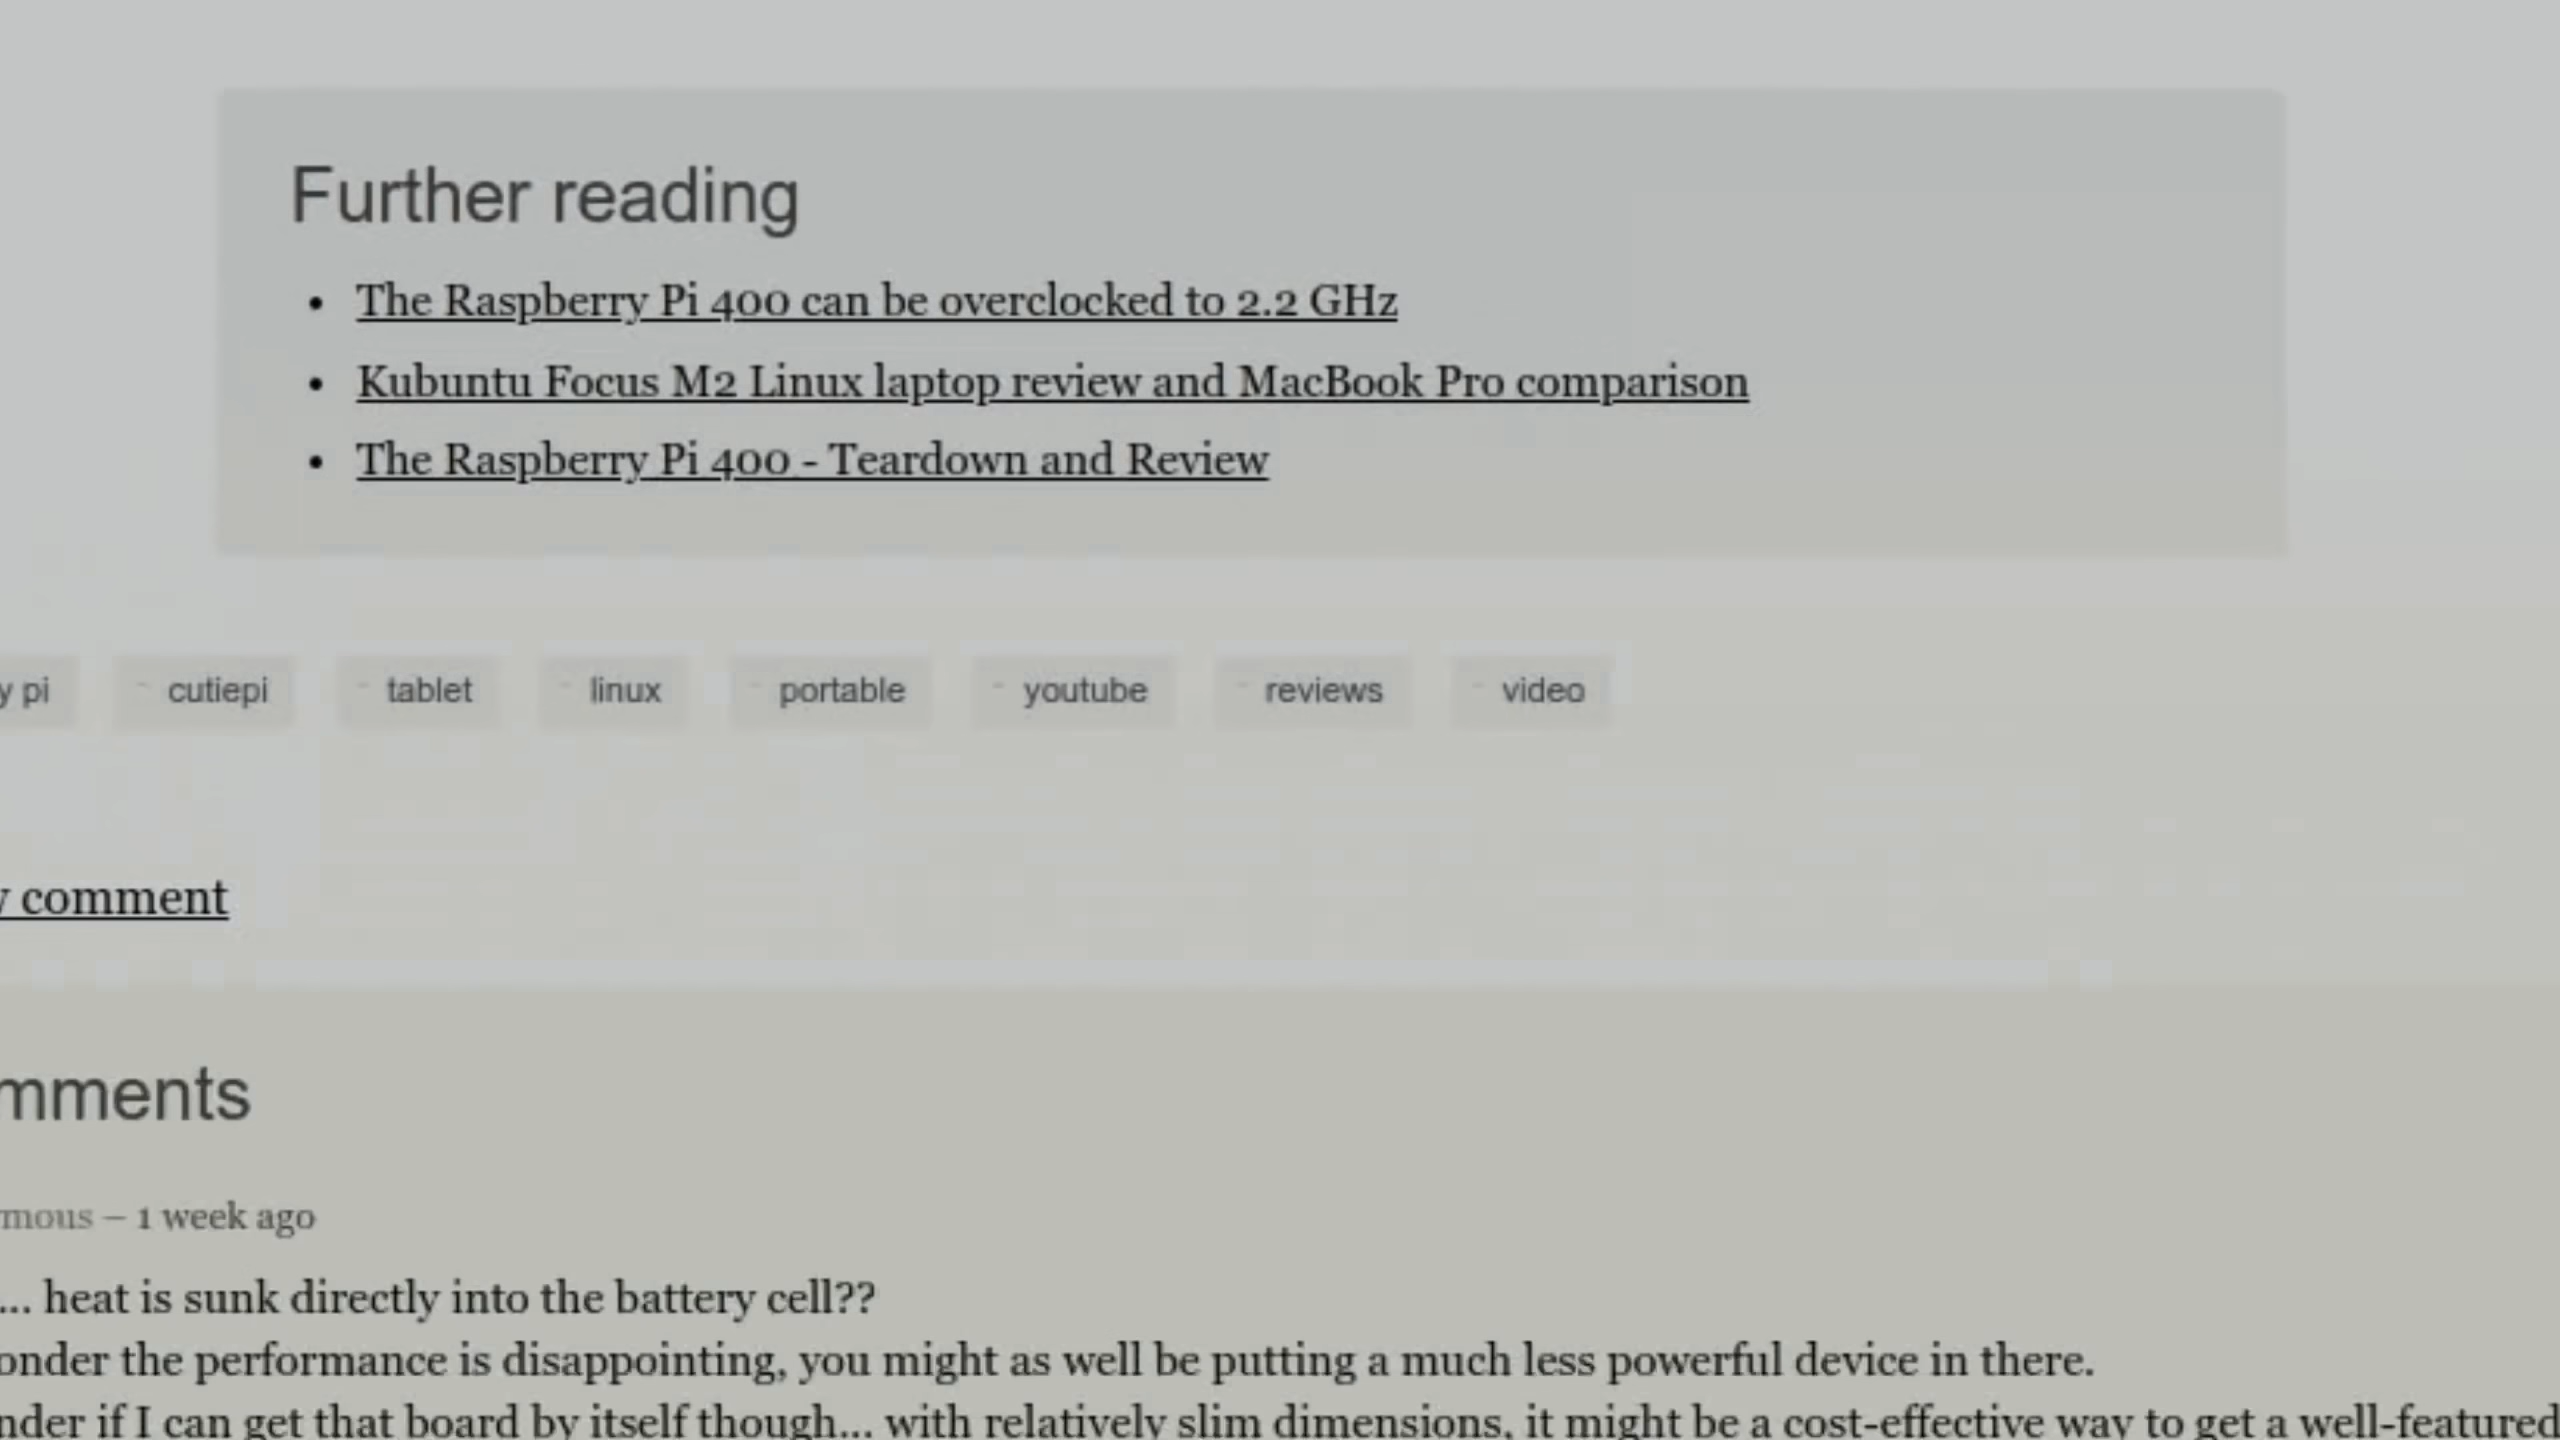 Further reading
• The Raspberry Pi 400 can be overclocked to 2.2 GHz
• Kubuntu Focus M2 Linux laptop review and MacBook Pro comparison
• The Raspberry Pi 400 - Teardown and Review
y pi cutiepi tablet linux portable youtube reviews video
comment
mments
mous – 1 week ago
... heat is sunk directly into the battery cell??
onder the performance is disappointing, you might as well be putting a much less powerful device in there.
nder if I can get that board by itself though... with relatively slim dimensions, it might be a cost-effective way to get a well-featured